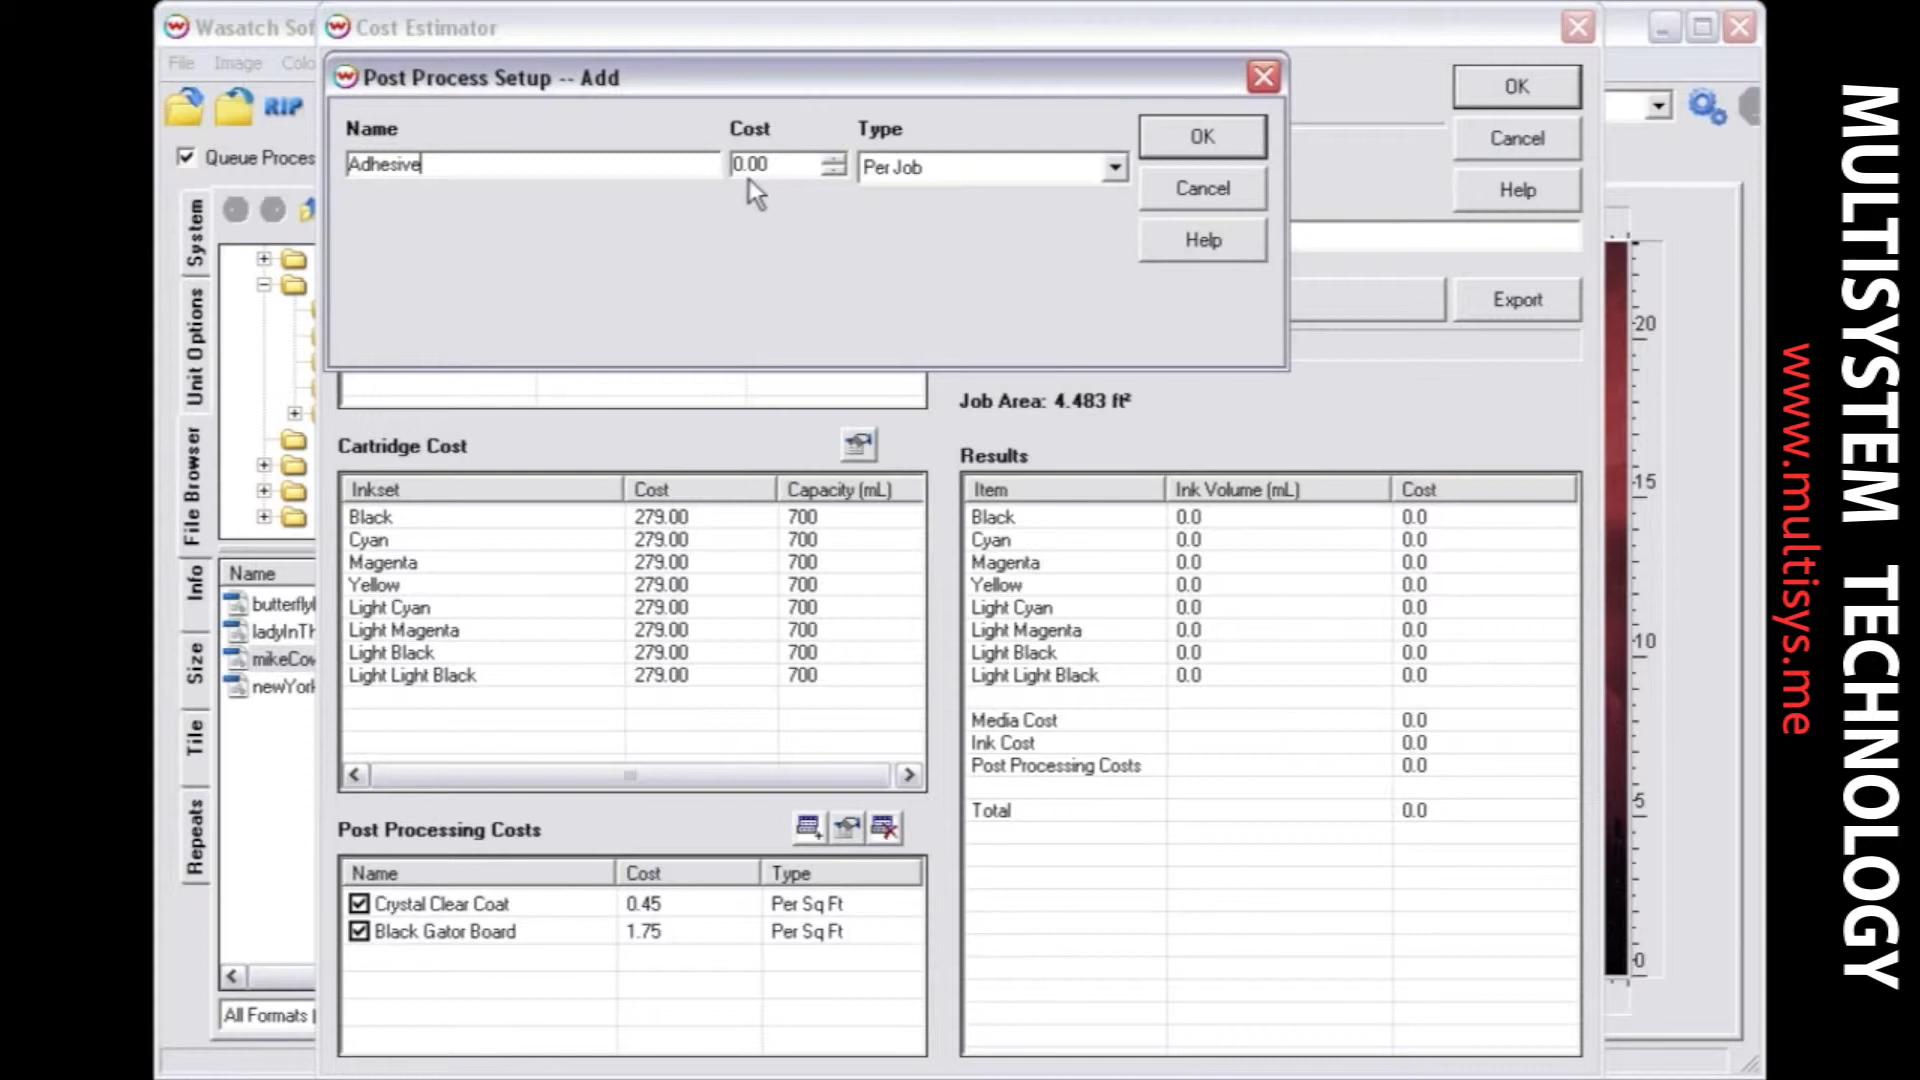 Wasatch Sof
Cost Estimator
File Image Colo
Post Process Setup -- Add
Name Cost Type
Adhesive 0.00 Per Job
OK
Cancel
Help
OK
Cancel
Help
Export
RIP
Queue Proces
System
Unit Options
File Browser
Info
Size
Tile
Repeats
Name
butterfly
ladyInTh
mikeCov
newYork
All Formats
Job Area: 4.483 ft²
Cartridge Cost
Inkset Cost Capacity (mL)
Black 279.00 700
Cyan 279.00 700
Magenta 279.00 700
Yellow 279.00 700
Light Cyan 279.00 700
Light Magenta 279.00 700
Light Black 279.00 700
Light Light Black 279.00 700
Post Processing Costs
Name Cost Type
Crystal Clear Coat 0.45 Per Sq Ft
Black Gator Board 1.75 Per Sq Ft
Results
Item Ink Volume (mL) Cost
Black 0.0 0.0
Cyan 0.0 0.0
Magenta 0.0 0.0
Yellow 0.0 0.0
Light Cyan 0.0 0.0
Light Magenta 0.0 0.0
Light Black 0.0 0.0
Light Light Black 0.0 0.0
Media Cost 0.0
Ink Cost 0.0
Post Processing Costs 0.0
Total 0.0
20
15
10
5
0
www.multisys.me
MULTISYSTEM TECHNOLOGY